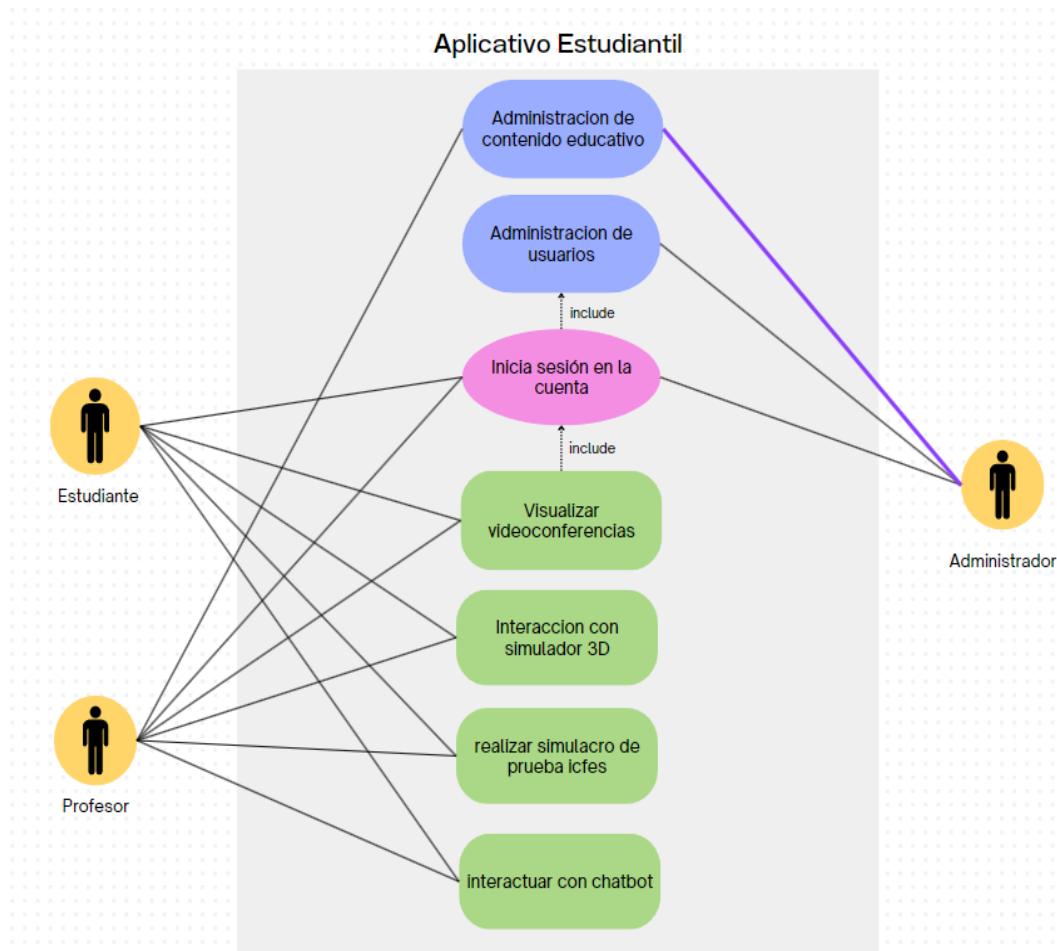 Aplicativo Estudiantil
Administracion de
contenido educativo
Administracion de
usuarios
include
Inicia sesión en la
cuenta
include
Estudiante
Visualizar
videoconferencias
Administrador
Interaccion con
simulador 3D
realizar simulacro de
prueba icfes
Profesor
interactuar con chatbot